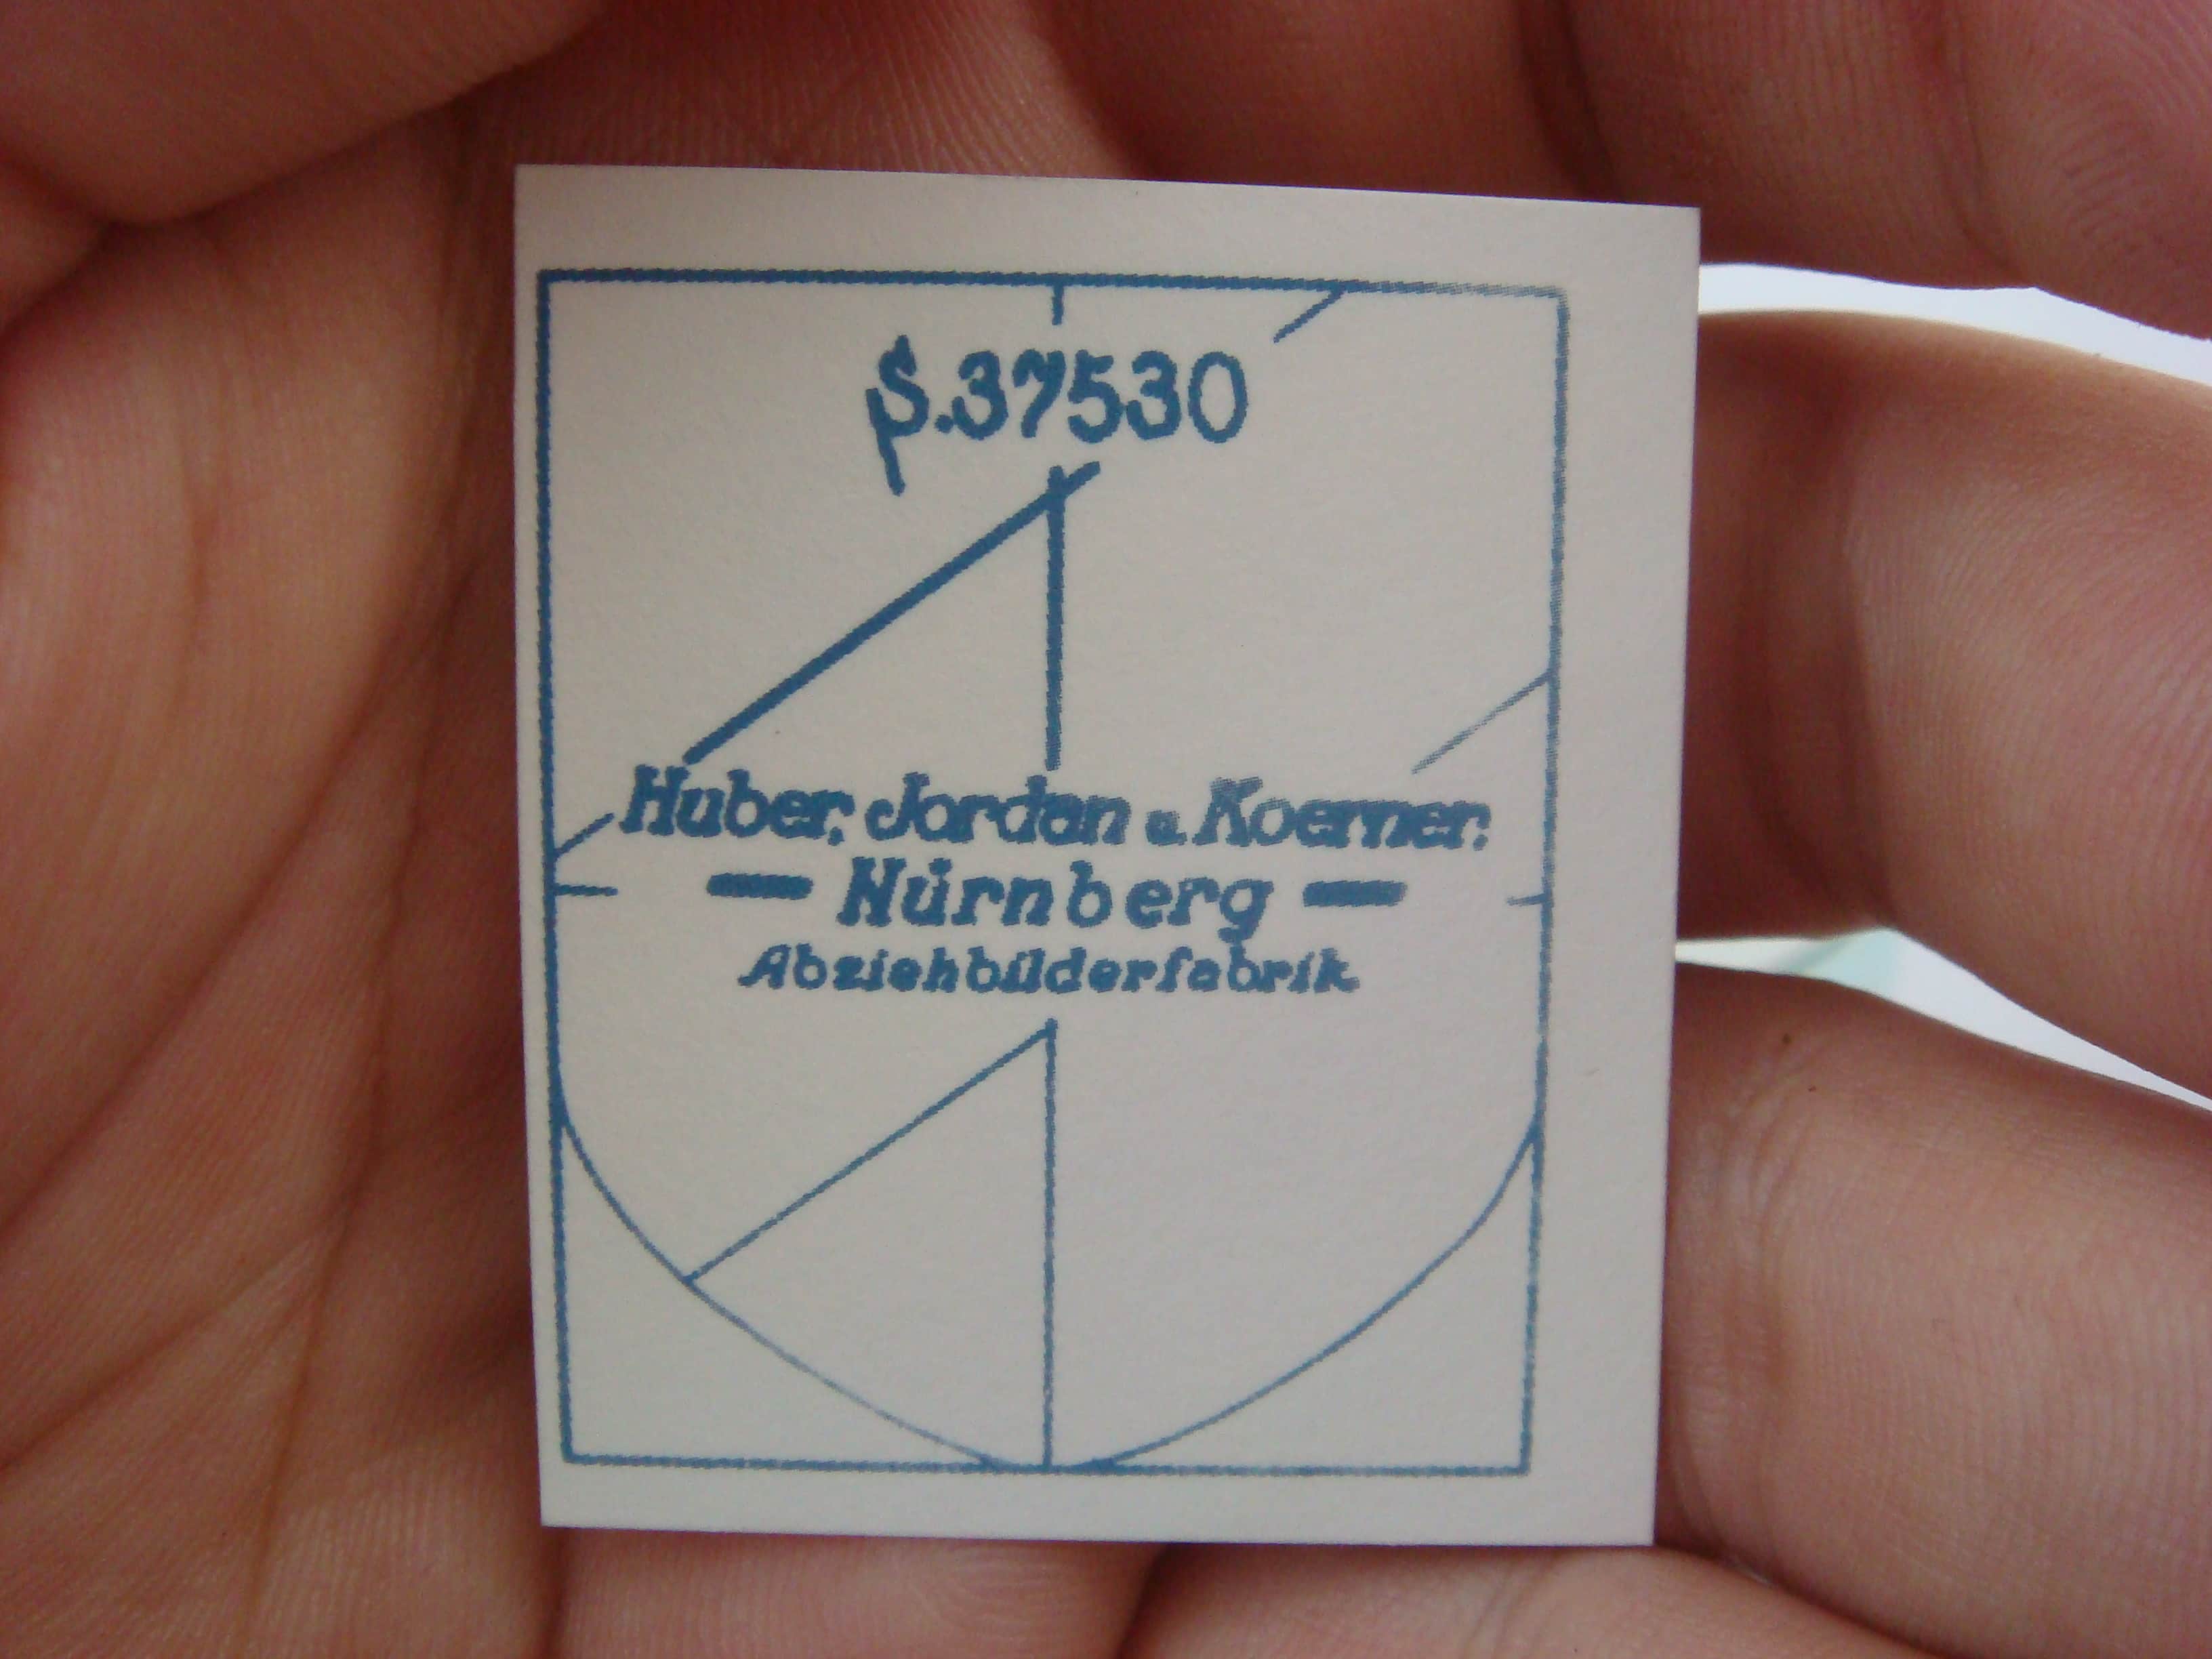 S.37530
Huber, Jordan u. Koerner.
— Nürnberg —
Abziehbilderfabrik